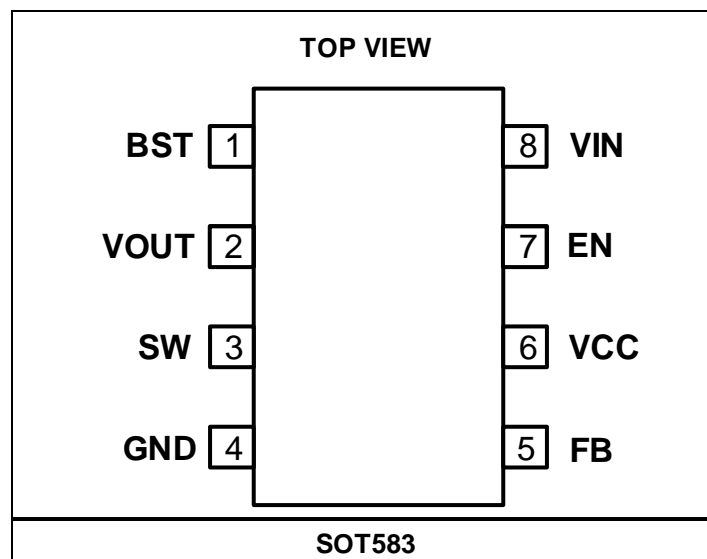 TOP VIEW
BST 1 8 VIN
VOUT 2 7 EN
SW 3 6 VCC
GND 4 5 FB
SOT583